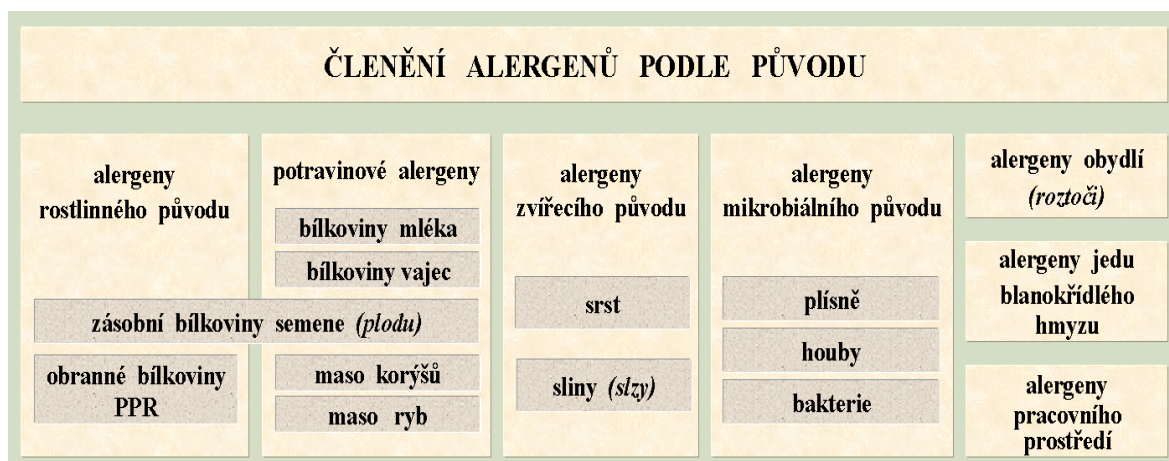 ČLENĚNÍ ALERGENŮ PODLE PŮVODU
alergeny
rostlinného původu
zásobní bílkoviny semene (plodu)
obranné bílkoviny
PPR
potravinové alergeny
bílkoviny mléka
bílkoviny vajec
maso korýšů
maso ryb
alergeny
zvířecího původu
srst
sliny (slzy)
alergeny
mikrobiálního původu
plísně
houby
bakterie
alergeny obydlí
(roztoči)
alergeny jedu
blanokřídlého
hmyzu
alergeny
pracovního
prostředí